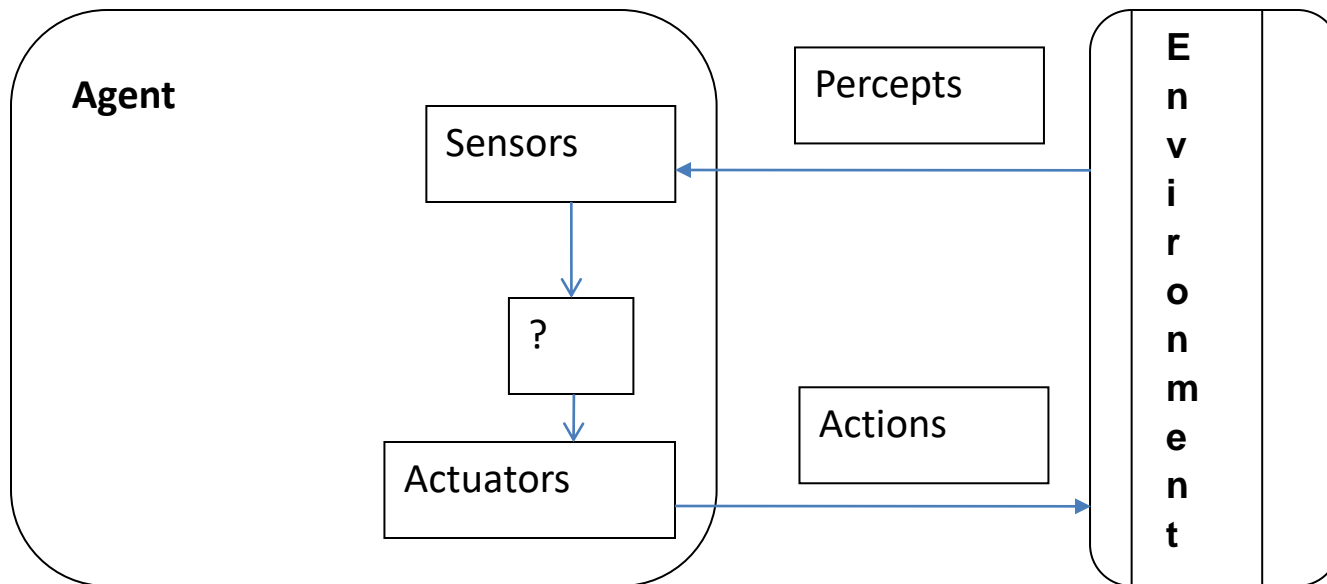 Agent
Sensors
?
Actuators
Percepts
Actions
E
n
v
i
r
o
n
m
e
n
t